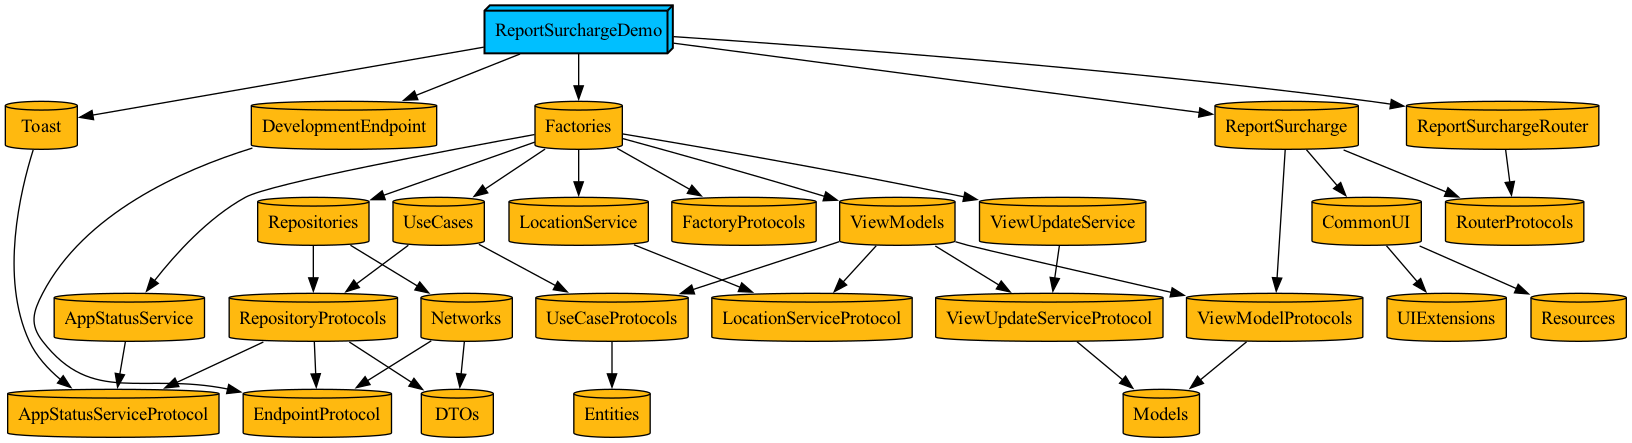 ReportSurchargeDemo
Toast
DevelopmentEndpoint
Factories
ReportSurcharge
ReportSurchargeRouter
Repositories
UseCases
LocationService
FactoryProtocols
ViewModels
ViewUpdateService
CommonUI
RouterProtocols
AppStatusService
RepositoryProtocols
Networks
UseCaseProtocols
LocationServiceProtocol
ViewUpdateServiceProtocol
ViewModelProtocols
UIExtensions
Resources
AppStatusServiceProtocol
EndpointProtocol
DTOs
Entities
Models